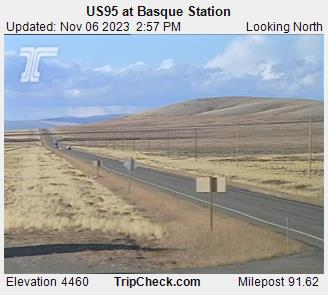 US95 at Basque Station
Updated: Nov 06 2023 2:57 PM Looking North
Elevation 4460 TripCheck.com Milepost 91.62